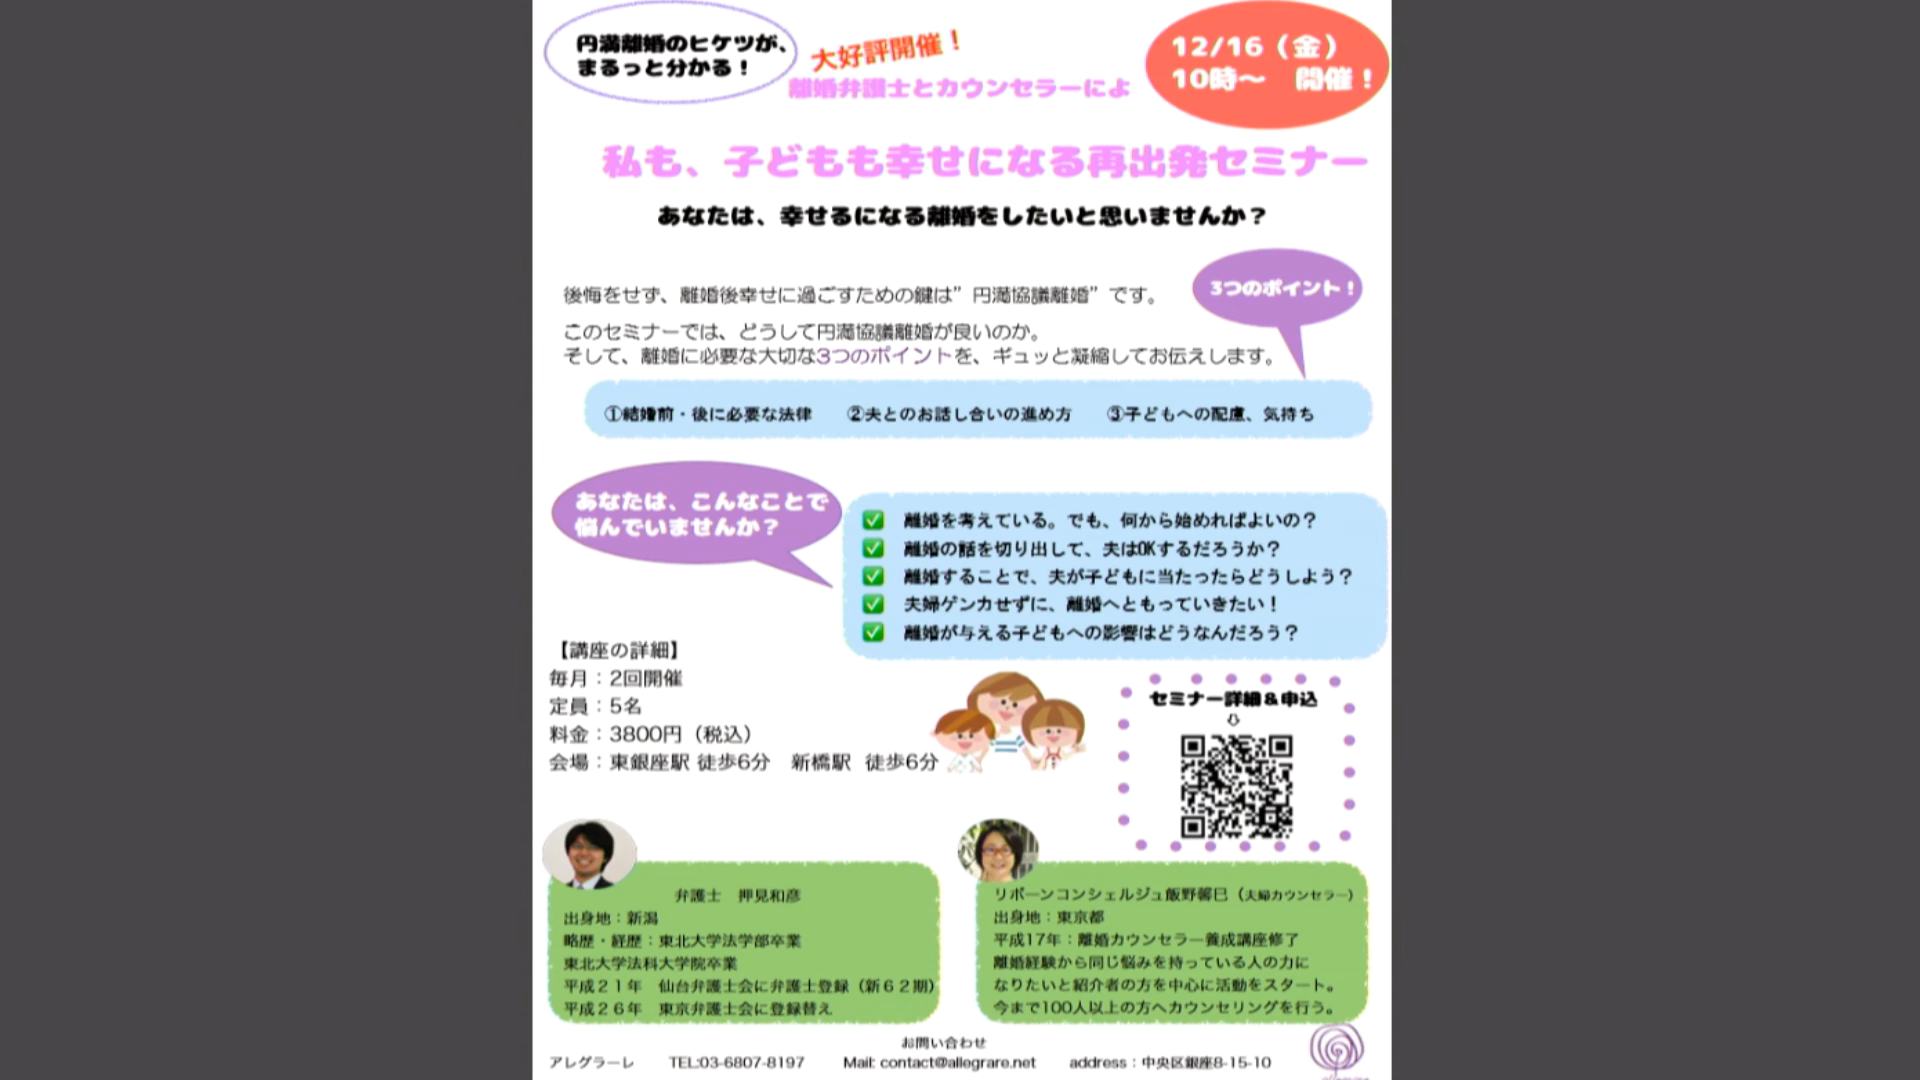 円満離婚のヒケツが、
まるっと分かる！
大好評開催！
離婚弁護士とカウンセラーによ
12/16（金）
10時〜　開催！
私も、子どもも幸せになる再出発セミナー
あなたは、幸せるになる離婚をしたいと思いませんか？
後悔をせず、離婚後幸せに過ごすための鍵は”円満協議離婚”です。
3つのポイント！
このセミナーでは、どうして円満協議離婚が良いのか。
そして、離婚に必要な大切な3つのポイントを、ギュッと凝縮してお伝えします。
①結婚前・後に必要な法律　②夫とのお話し合いの進め方　③子どもへの配慮、気持ち
あなたは、こんなことで
悩んでいませんか？
離婚を考えている。でも、何から始めればよいの？
離婚の話を切り出して、夫はOKするだろうか？
離婚することで、夫が子どもに当たったらどうしよう？
夫婦ゲンカせずに、離婚へともっていきたい！
離婚が与える子どもへの影響はどうなんだろう？
【講座の詳細】
毎月：2回開催
定員：5名
料金：3800円（税込）
会場：東銀座駅 徒歩6分　新橋駅　徒歩6分
セミナー詳細＆申込
弁護士　押見和彦
出身地：新潟
略歴・経歴：東北大学法学部卒業
東北大学法科大学院卒業
平成２１年　仙台弁護士会に弁護士登録（新６２期）
平成２６年　東京弁護士会に登録替え
リボーンコンシェルジュ飯野馨巳（夫婦カウンセラー）
出身地：東京都
平成17年：離婚カウンセラー養成講座修了
離婚経験から同じ悩みを持っている人の力に
なりたいと紹介者の方を中心に活動をスタート。
今まで100人以上の方へカウンセリングを行う。
お問い合わせ
アレグラーレ　TEL:03-6807-8197　Mail: contact@allegrare.net　address：中央区銀座8-15-10